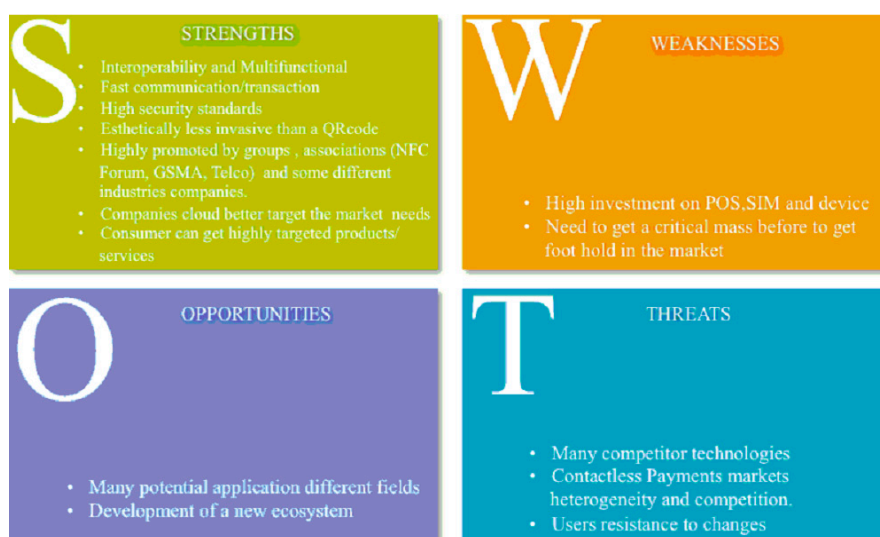 S
STRENGTHS
• Interoperability and Multifunctional
• Fast communication/transaction
• High security standards
• Esthetically less invasive than a QRcode
• Highly promoted by groups , associations (NFC
Forum, GSMA, Telco) and some different
industries companies.
• Companies cloud better target the market needs
• Consumer can get highly targeted products/
services
W
WEAKNESSES
• High investment on POS,SIM and device
• Need to get a critical mass before to get
foot hold in the market
O
OPPORTUNITIES
• Many potential application different fields
• Development of a new ecosystem
T
THREATS
• Many competitor technologies
• Contactless Payments markets
heterogeneity and competition.
• Users resistance to changes